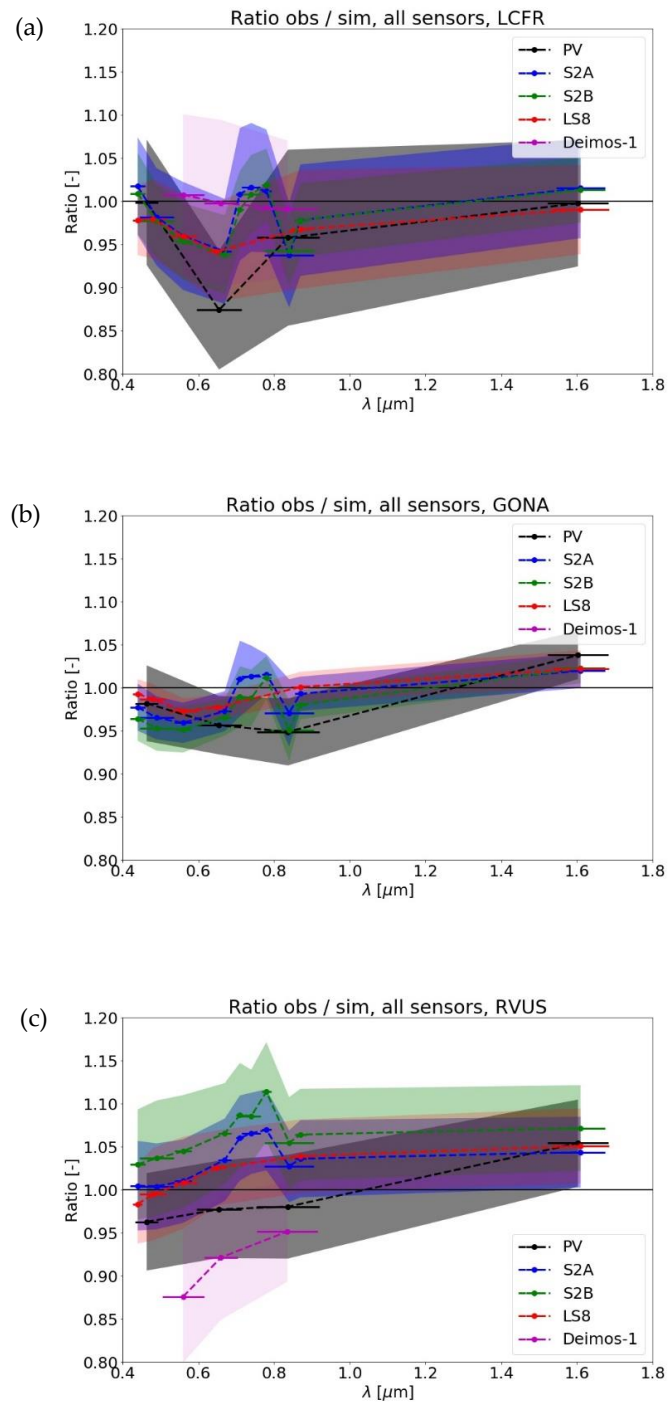 (a)
Ratio obs / sim, all sensors, LCFR
1.20
1.15
1.10
1.05
1.00
0.95
0.90
0.85
0.80
Ratio [-]
PV
S2A
S2B
LS8
Deimos-1
0.4 0.6 0.8 1.0 1.2 1.4 1.6 1.8
λ [μm]
(b)
Ratio obs / sim, all sensors, GONA
1.20
1.15
1.10
1.05
1.00
0.95
0.90
0.85
0.80
Ratio [-]
PV
S2A
S2B
LS8
Deimos-1
0.4 0.6 0.8 1.0 1.2 1.4 1.6 1.8
λ [μm]
(c)
Ratio obs / sim, all sensors, RVUS
1.20
1.15
1.10
1.05
1.00
0.95
0.90
0.85
0.80
Ratio [-]
PV
S2A
S2B
LS8
Deimos-1
0.4 0.6 0.8 1.0 1.2 1.4 1.6 1.8
λ [μm]